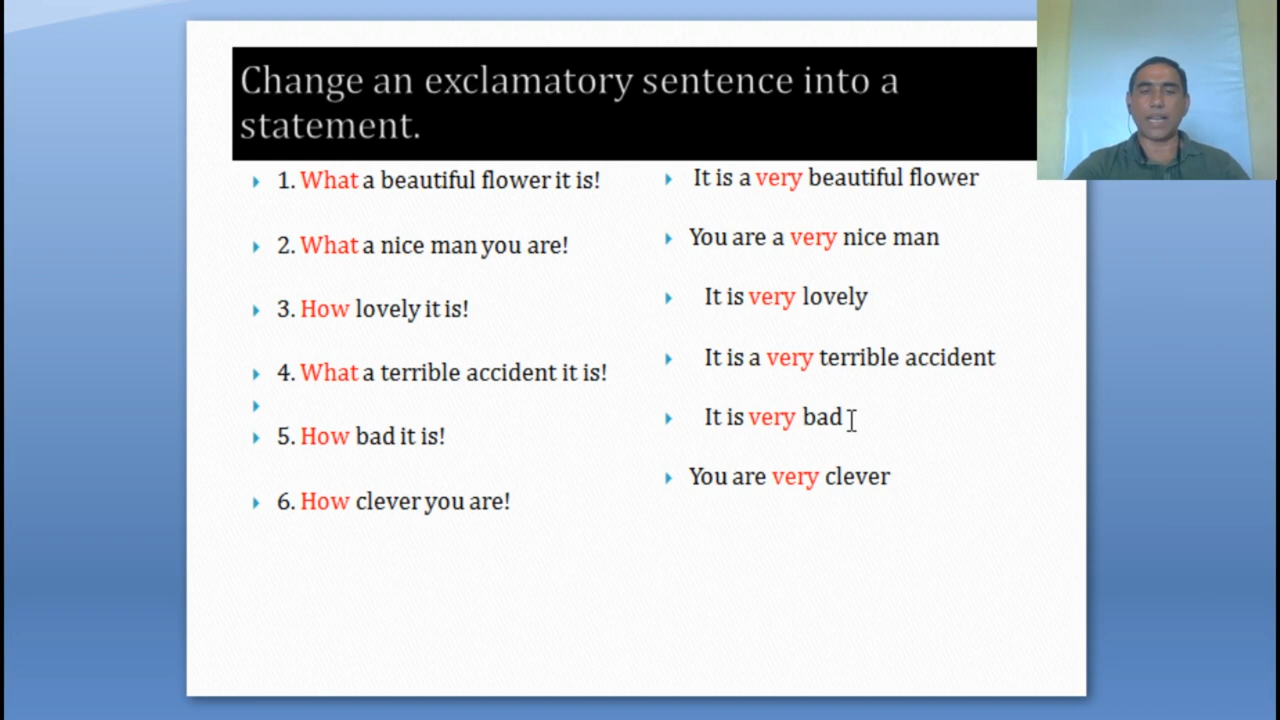 Change an exclamatory sentence into a
statement.
1. What a beautiful flower it is!
2. What a nice man you are!
3. How lovely it is!
4. What a terrible accident it is!
5. How bad it is!
6. How clever you are!
It is a very beautiful flower
You are a very nice man
It is very lovely
It is a very terrible accident
It is very bad
You are very clever